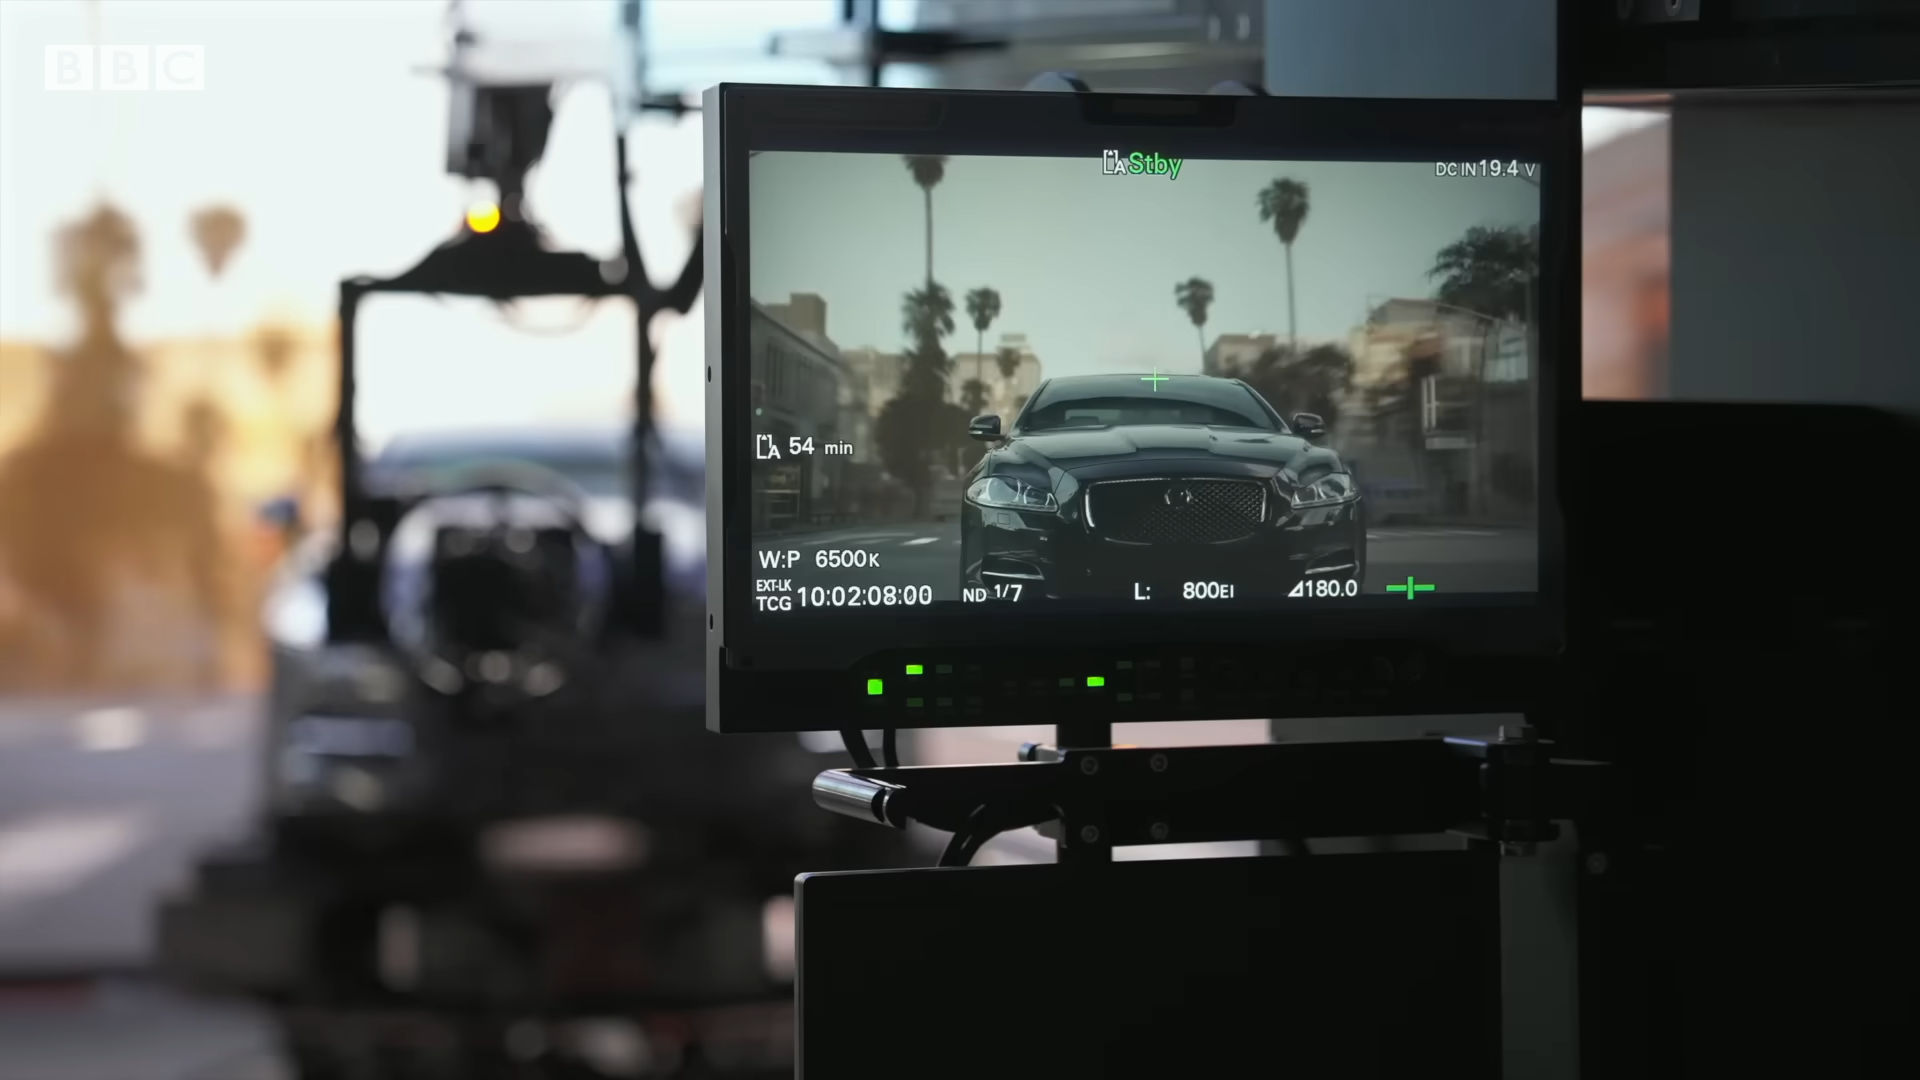 BBC
A Stby
DC IN 19.4 V
A 54 min
W:P 6500K
EXT-LK
TCG 10:02:08:00
ND 1/7
L: 800EI
⊿180.0